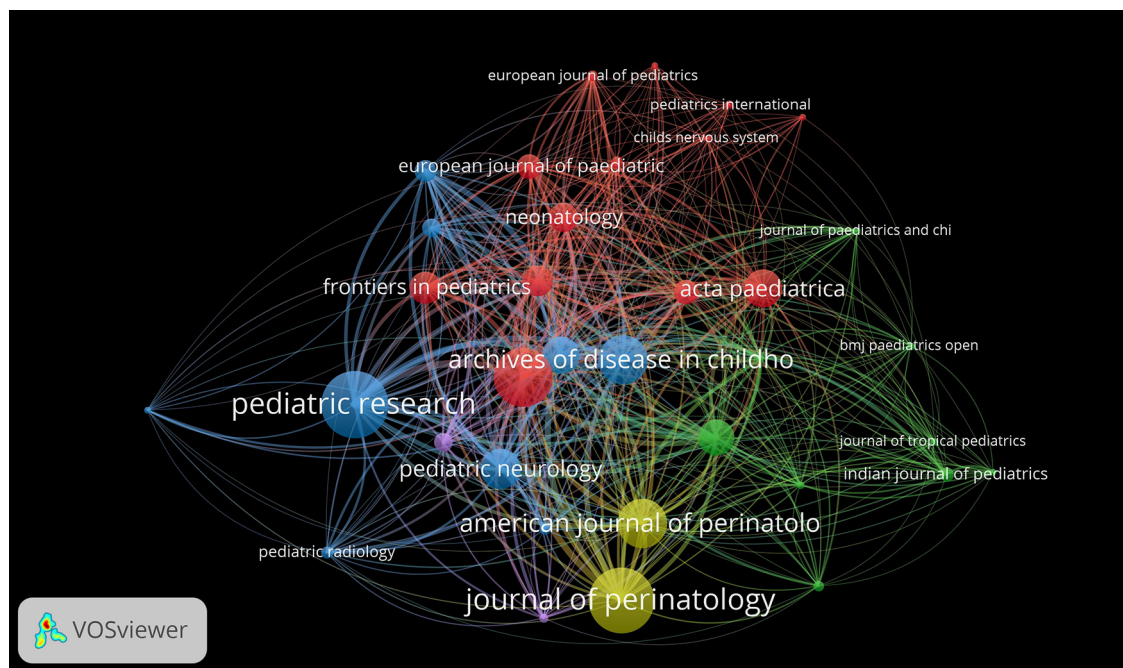 european journal of pediatrics
pediatrics international
childs nervous system
european journal of paediatric
neonatology
journal of paediatrics and chi
frontiers in pediatrics
acta paediatrica
bmj paediatrics open
archives of disease in childho
pediatric research
journal of tropical pediatrics
pediatric neurology
indian journal of pediatrics
american journal of perinatolo
pediatric radiology
journal of perinatology
VOSviewer